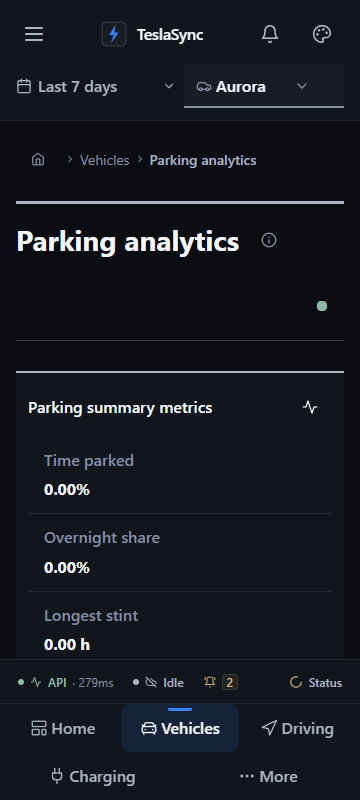 TeslaSync
Last 7 days
Aurora
Vehicles
Parking analytics
Parking analytics
Parking summary metrics
Time parked
0.00%
Overnight share
0.00%
Longest stint
0.00 h
API · 279ms
Idle
2
Status
Home
Vehicles
Driving
Charging
More